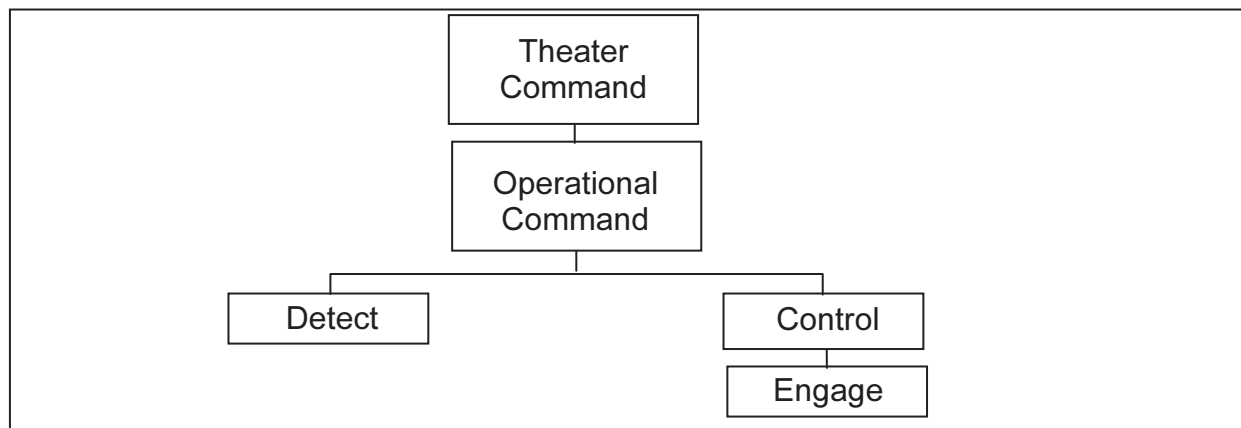 Theater
Command
Operational
Command
Detect
Control
Engage